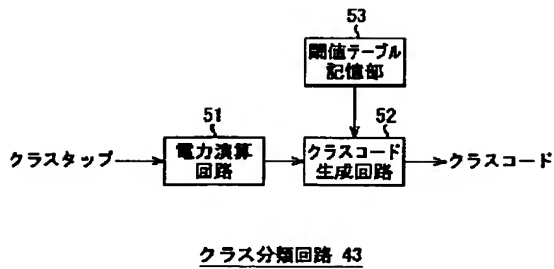 53
閾値テーブル
記憶部
51
52
クラスタップ
電力演算
回路
クラスコード
生成回路
クラスコード
クラス分類回路 43